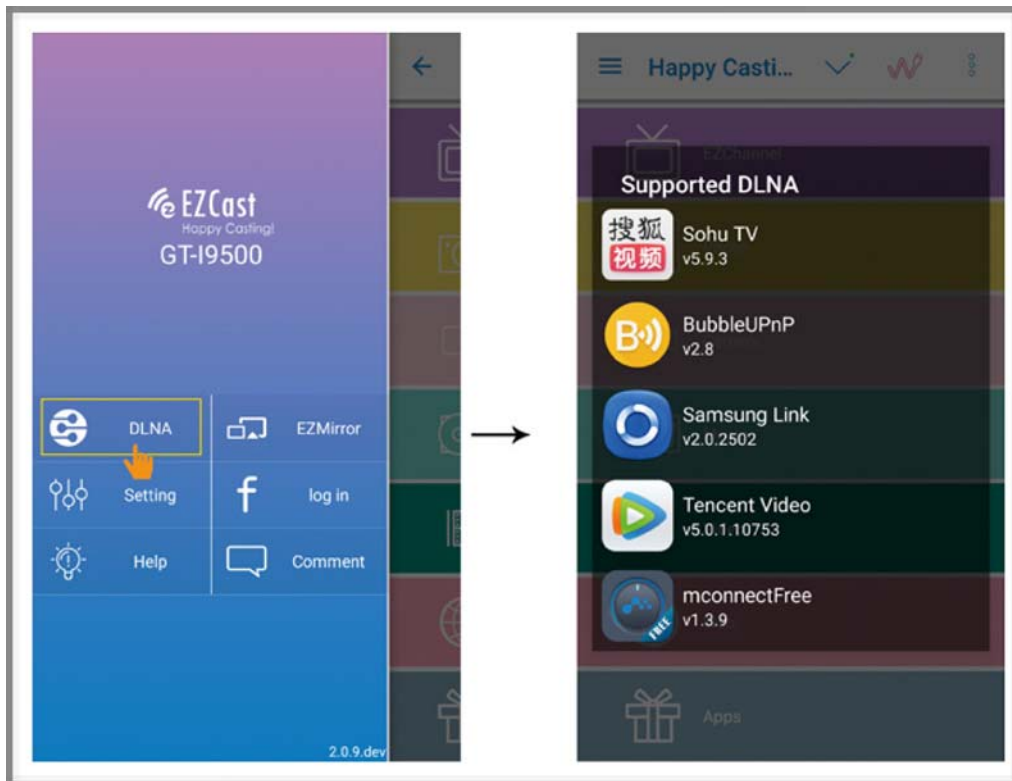 EZCast
Happy Casting!
GT-I9500
DLNA
EZMirror
Setting
log in
Help
Comment
2.0.9.dev
Happy Casti...
EZChannel
Supported DLNA
搜狐
视频
Sohu TV
v5.9.3
BubbleUPnP
v2.8
Samsung Link
v2.0.2502
Tencent Video
v5.0.1.10753
mconnectFree
v1.3.9
FREE
Apps